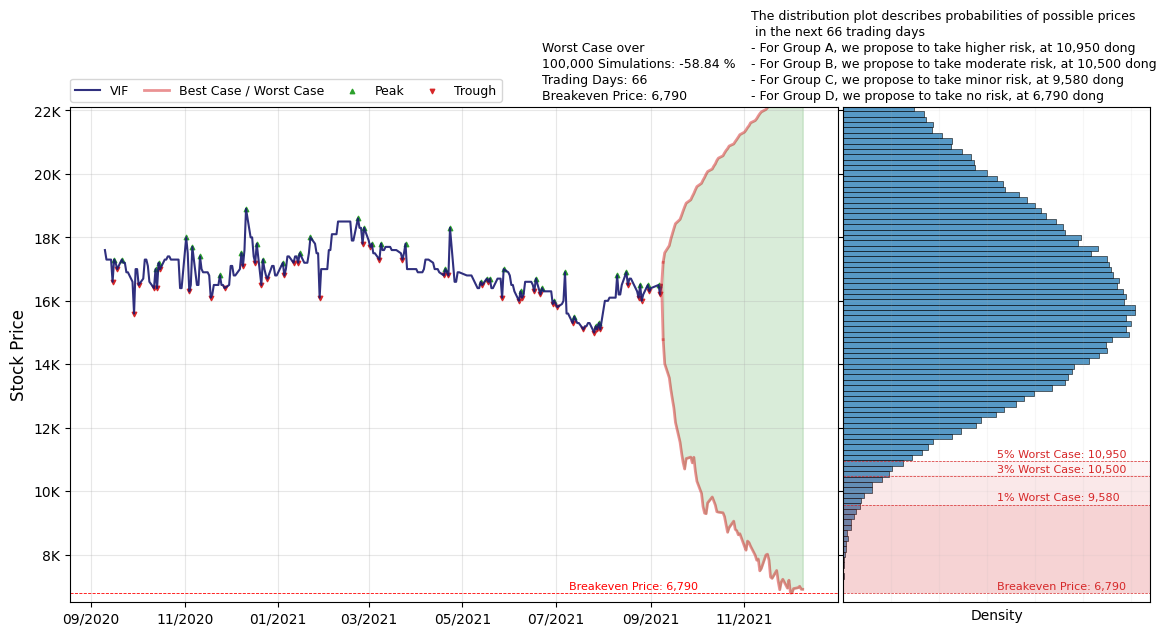 The distribution plot describes probabilities of possible prices
in the next 66 trading days
- For Group A, we propose to take higher risk, at 10,950 dong
- For Group B, we propose to take moderate risk, at 10,500 dong
- For Group C, we propose to take minor risk, at 9,580 dong
- For Group D, we propose to take no risk, at 6,790 dong
Worst Case over
100,000 Simulations: -58.84 %
Trading Days: 66
Breakeven Price: 6,790
VIF
Best Case / Worst Case
Peak
Trough
Stock Price
22K
20K
18K
16K
14K
12K
10K
8K
Breakeven Price: 6,790
09/2020
11/2020
01/2021
03/2021
05/2021
07/2021
09/2021
11/2021
5% Worst Case: 10,950
3% Worst Case: 10,500
1% Worst Case: 9,580
Breakeven Price: 6,790
Density